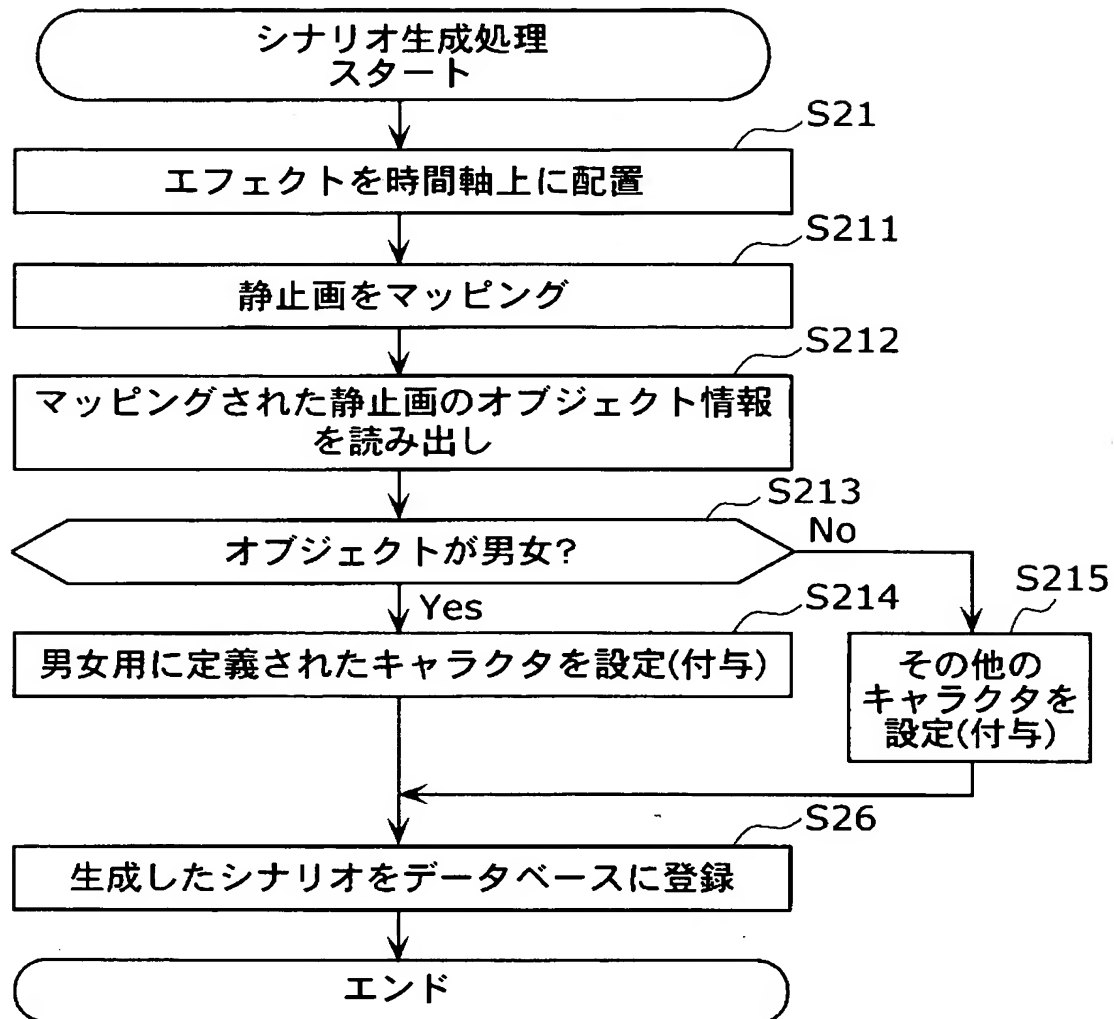 シナリオ生成処理
スタート
S21
エフェクトを時間軸上に配置
S211
静止画をマッピング
S212
マッピングされた静止画のオブジェクト情報
を読み出し
S213
オブジェクトが男女?
No
Yes
S214
男女用に定義されたキャラクタを設定(付与)
S215
その他の
キャラクタを
設定(付与)
S26
生成したシナリオをデータベースに登録
エンド